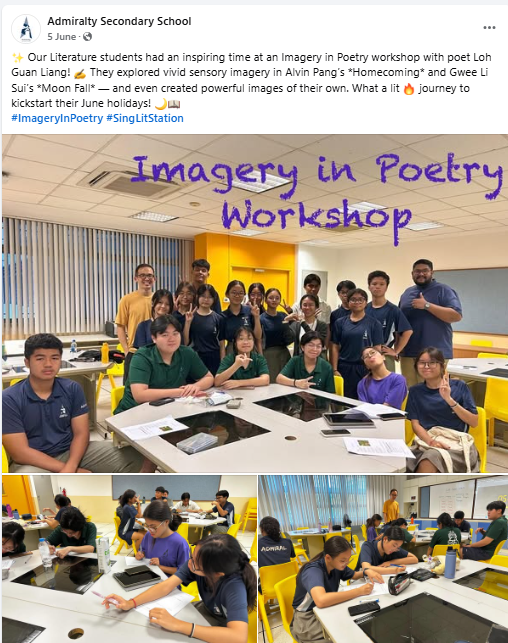 Admiralty Secondary School
5 June ·
✨ Our Literature students had an inspiring time at an Imagery in Poetry workshop with poet Loh
Guan Liang! ✍️ They explored vivid sensory imagery in Alvin Pang's *Homecoming* and Gwee Li
Sui's *Moon Fall* — and even created powerful images of their own. What a lit 🔥 journey to
kickstart their June holidays! 🌙📖
#ImageryInPoetry #SingLitStation
Imagery in Poetry
Workshop
ADMIRAL